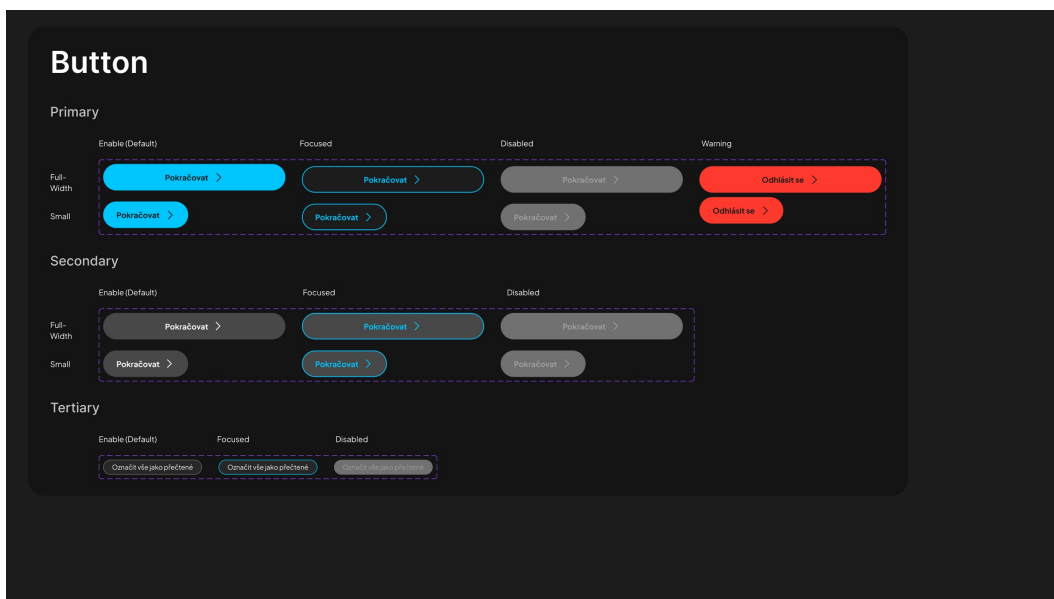 Button
Primary
Enable (Default) Focused Disabled Warning
Full-
Width
Pokračovat Pokračovat Pokračovat Odhlásit se
Small
Pokračovat Pokračovat Pokračovat Odhlásit se
Secondary
Enable (Default) Focused Disabled
Full-
Width
Pokračovat Pokračovat Pokračovat
Small
Pokračovat Pokračovat Pokračovat
Tertiary
Enable (Default) Focused Disabled
Označit vše jako přečtené Označit vše jako přečtené Označit vše jako přečtené